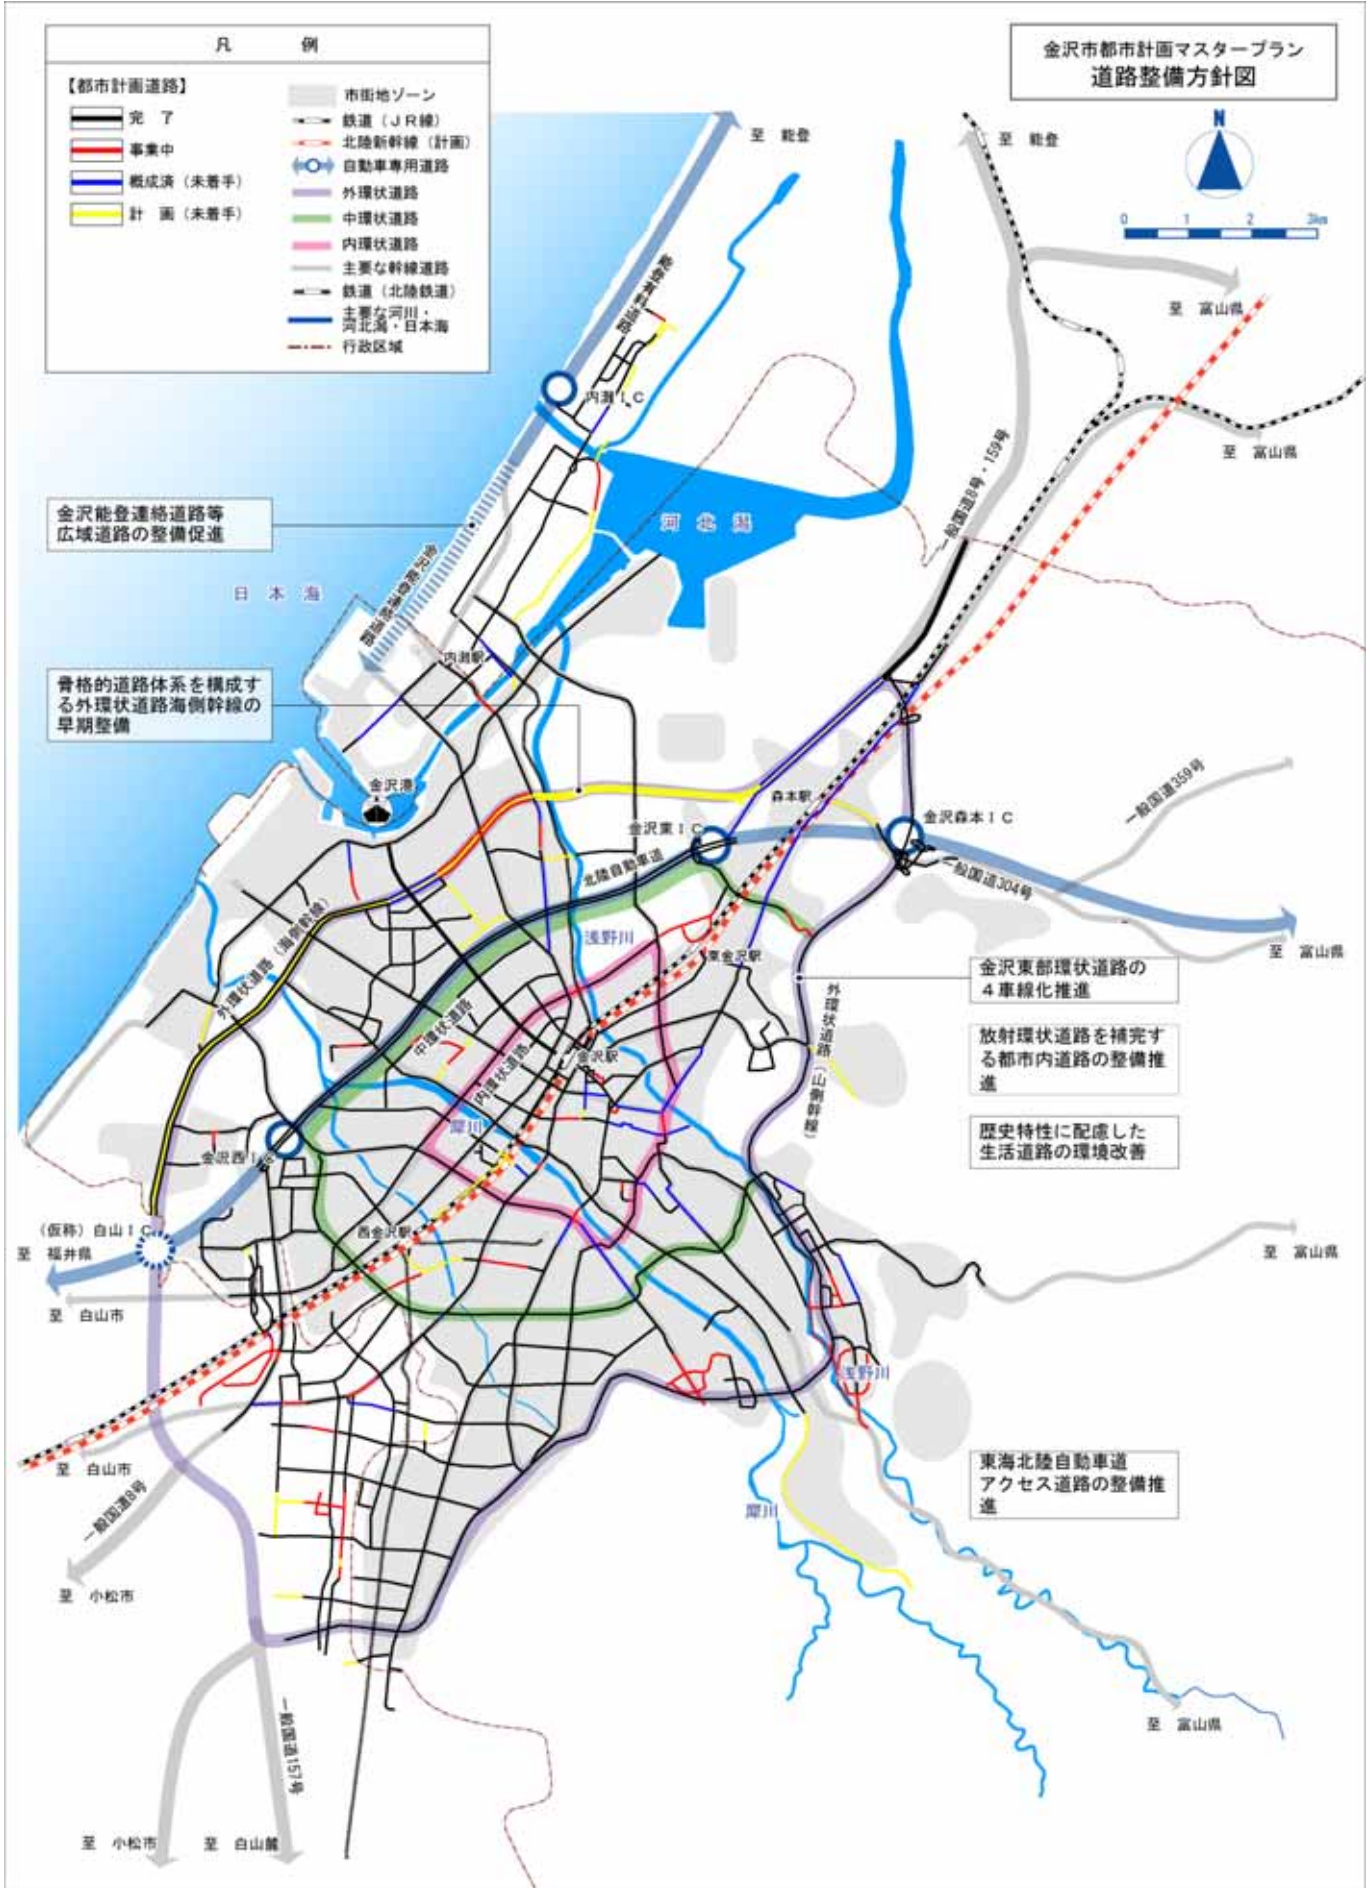 凡 例
【都市計画道路】
完 了
事業中
概成済（未着手）
計 画（未着手）
市街地ゾーン
鉄道（ＪＲ線）
北陸新幹線（計画）
自動車専用道路
外環状道路
中環状道路
内環状道路
主要な幹線道路
鉄道（北陸鉄道）
主要な河川・
河北潟・日本海
行政区域
金沢市都市計画マスタープラン
道路整備方針図
N
0 1 2 3km
至 能登
至 能登
至 富山県
至 富山県
能登有料道路
内灘ＩＣ
一般国道8号・159号
金沢能登連絡道路等
広域道路の整備促進
河 北 潟
日 本 海
金沢能登連絡道路
内灘駅
骨格的道路体系を構成す
る外環状道路海側幹線の
早期整備
金沢港
森本駅
一般国道359号
金沢東ＩＣ
金沢森本ＩＣ
北陸自動車道
一般国道304号
外環状道路（海側幹線）
浅野川
東金沢駅
至 富山県
金沢東部環状道路の
４車線化推進
中環状道路
外環状道路（山側幹線）
放射環状道路を補完す
る都市内道路の整備推
進
内環状道路
金沢駅
犀川
歴史特性に配慮した
生活道路の環境改善
金沢西ＩＣ
（仮称）白山ＩＣ
西金沢駅
至 福井県
至 富山県
至 白山市
浅野川
至 白山市
東海北陸自動車道
アクセス道路の整備推
進
一般国道8号
犀川
至 小松市
一般国道157号
至 富山県
至 小松市
至 白山麓